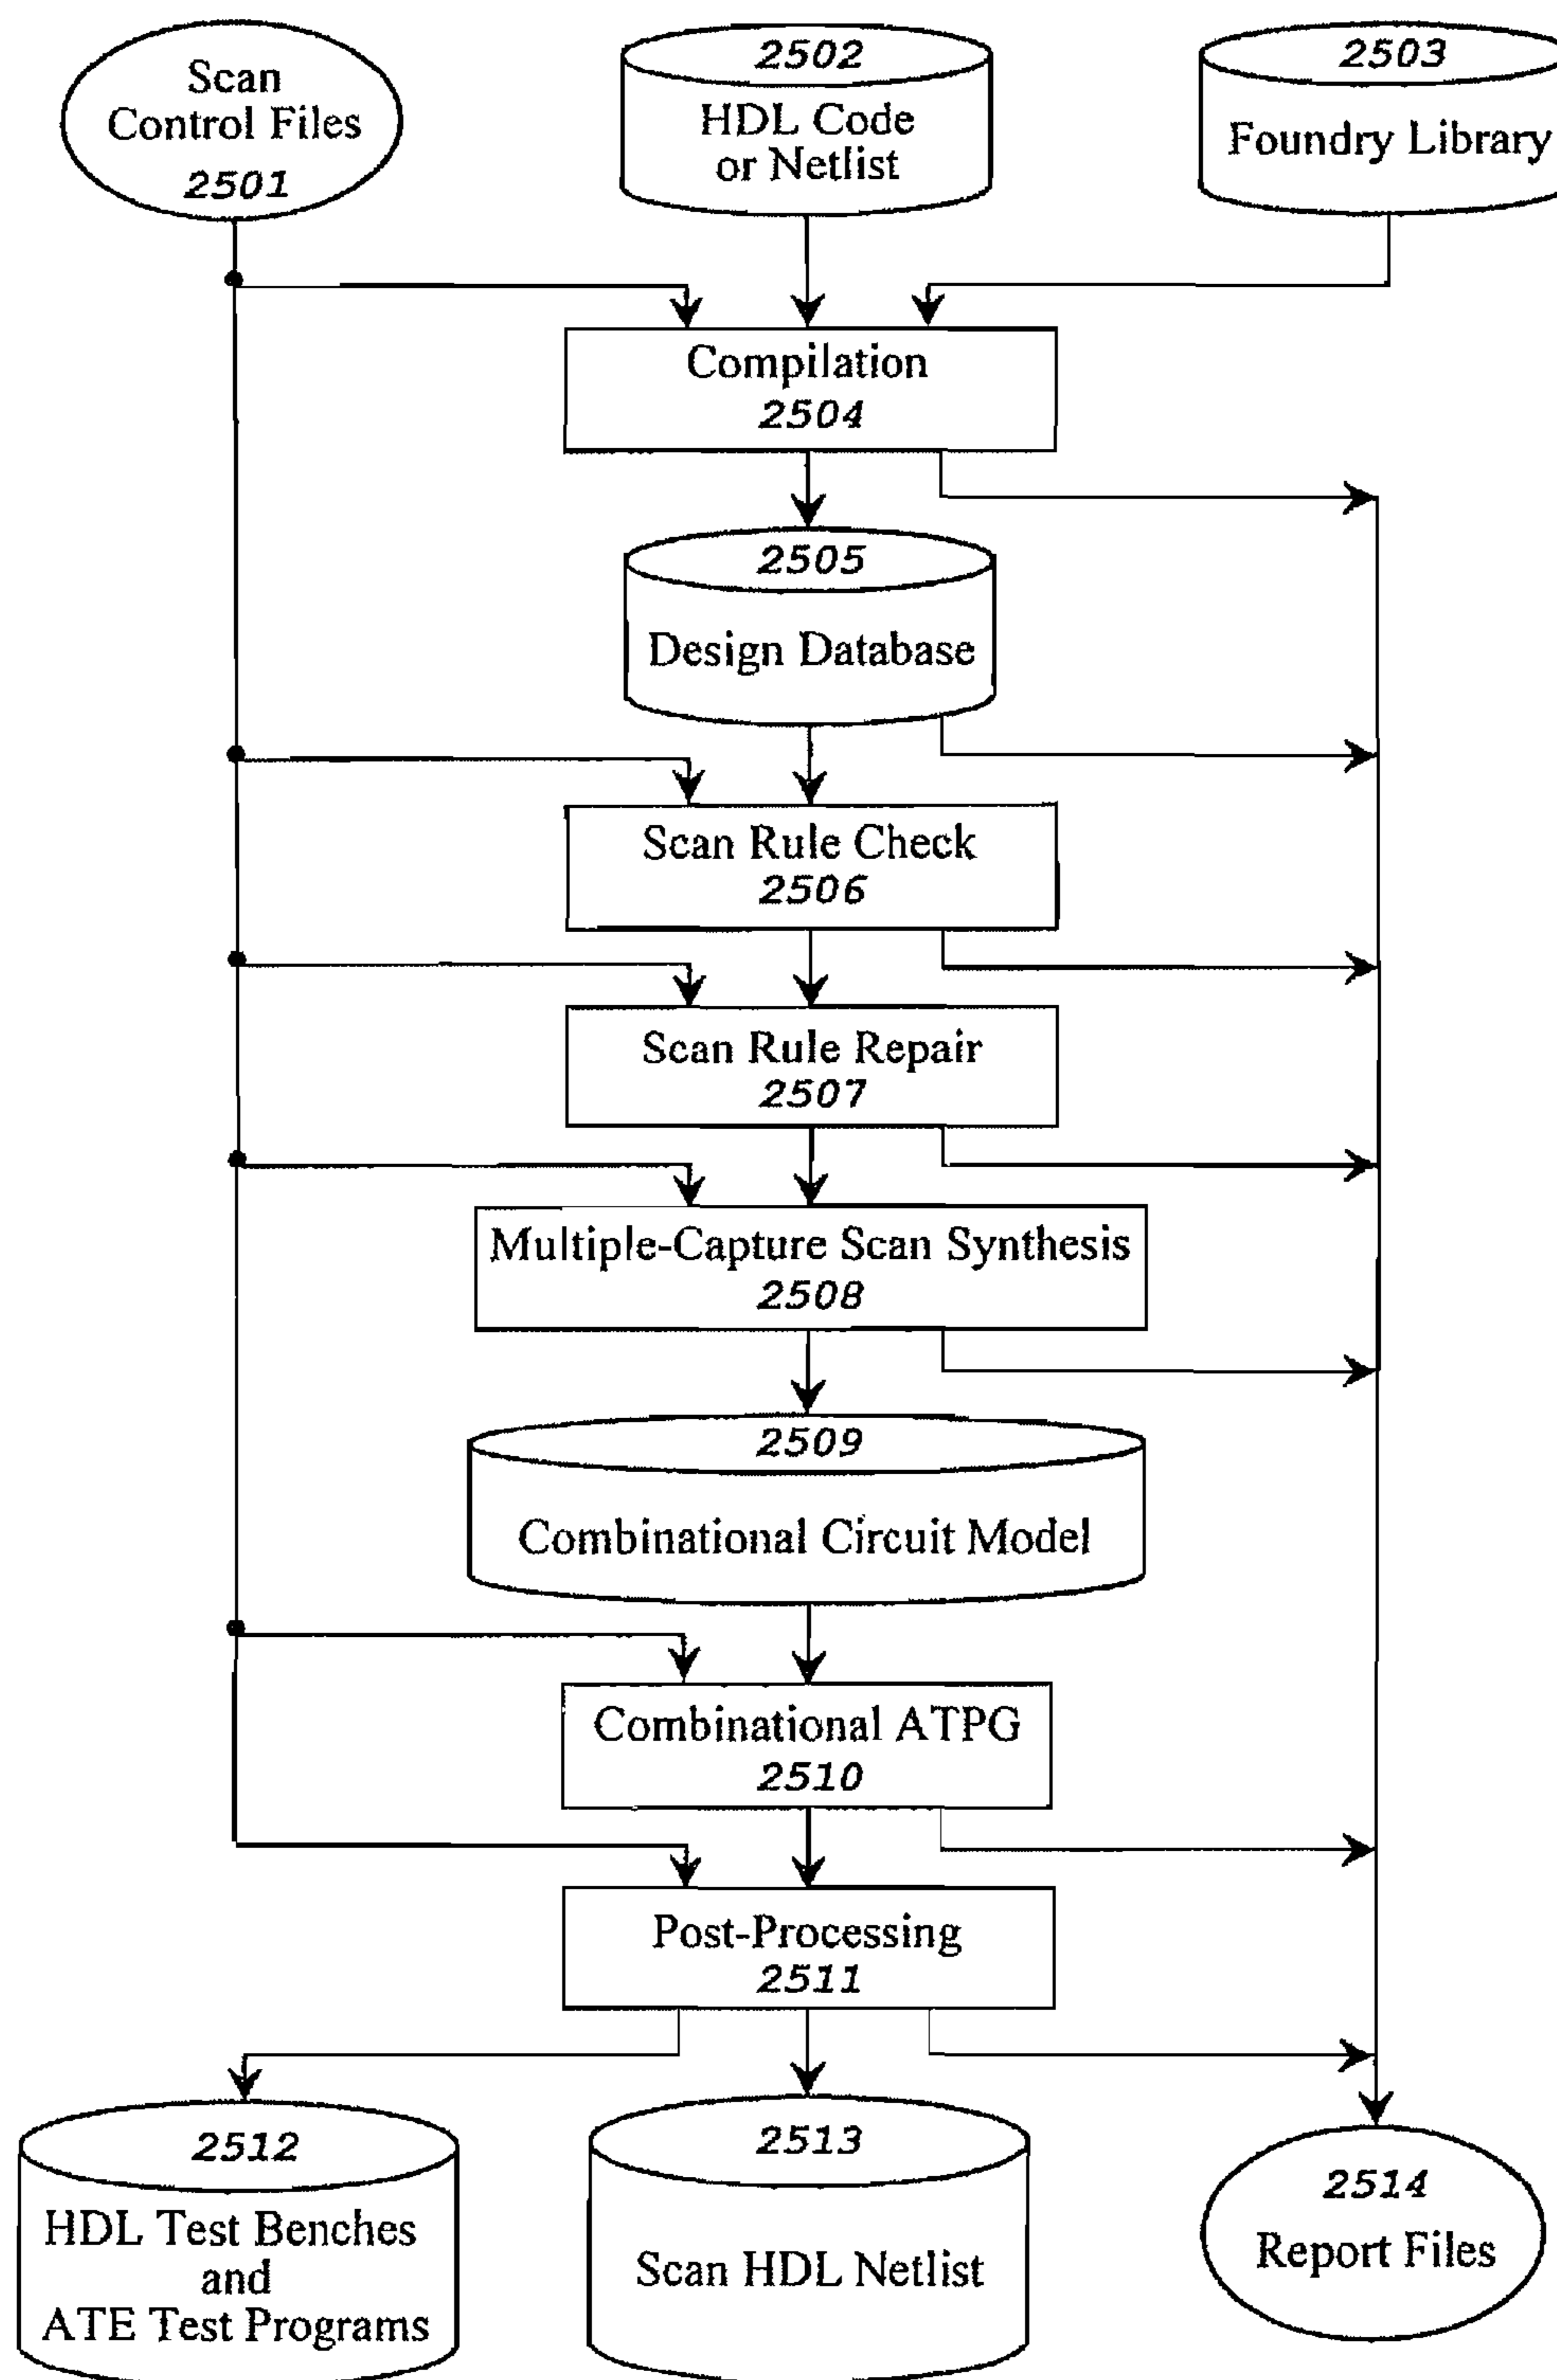 Scan
Control Files
2501
2502
HDL Code
or Netlist
2503
Foundry Library
Compilation
2504
2505
Design Database
Scan Rule Check
2506
Scan Rule Repair
2507
Multiple-Capture Scan Synthesis
2508
2509
Combinational Circuit Model
Combinational ATPG
2510
Post-Processing
2511
2512
HDL Test Benches
and
ATE Test Programs
2513
Scan HDL Netlist
2514
Report Files